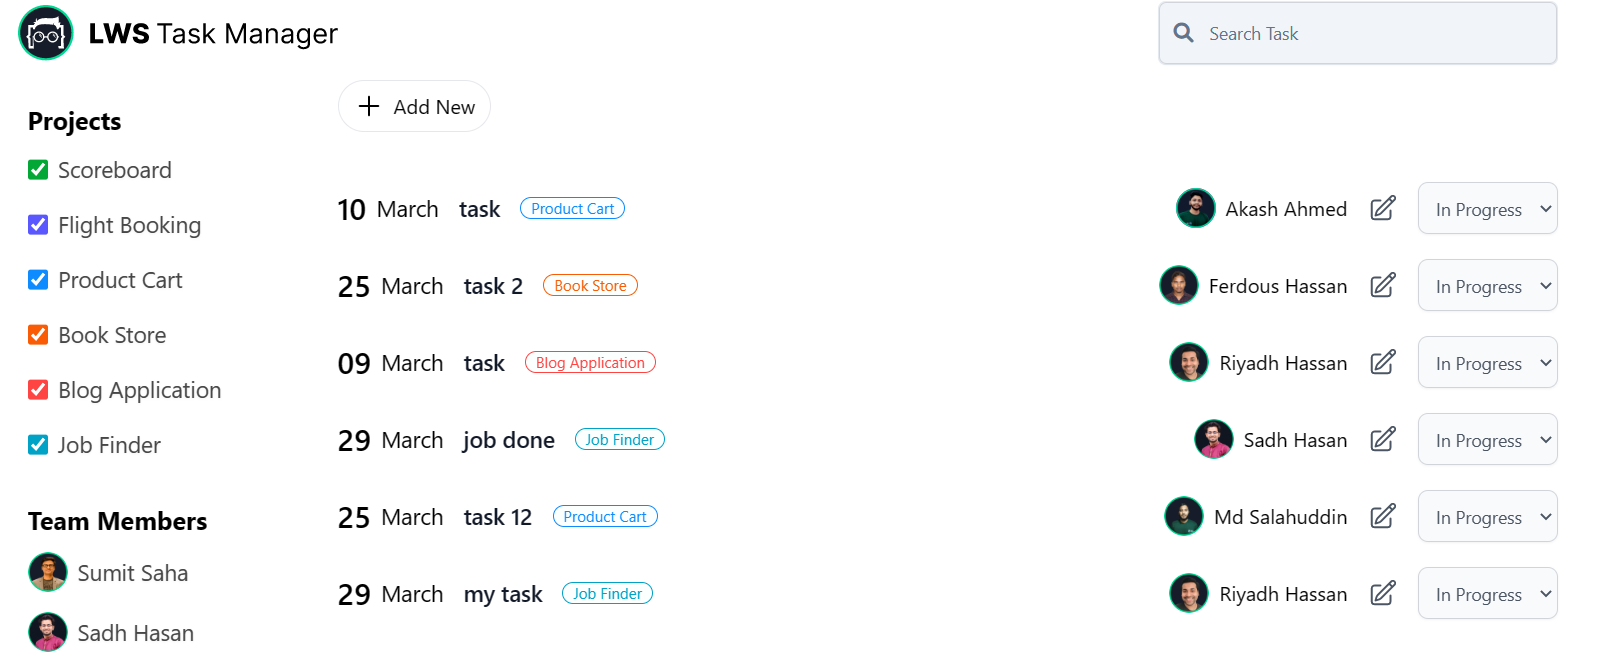 LWS Task Manager
Search Task
Add New
Projects
Scoreboard
Flight Booking
Product Cart
Book Store
Blog Application
Job Finder
Team Members
Sumit Saha
Sadh Hasan
10 March task Product Cart Akash Ahmed In Progress
25 March task 2 Book Store Ferdous Hassan In Progress
09 March task Blog Application Riyadh Hassan In Progress
29 March job done Job Finder Sadh Hasan In Progress
25 March task 12 Product Cart Md Salahuddin In Progress
29 March my task Job Finder Riyadh Hassan In Progress